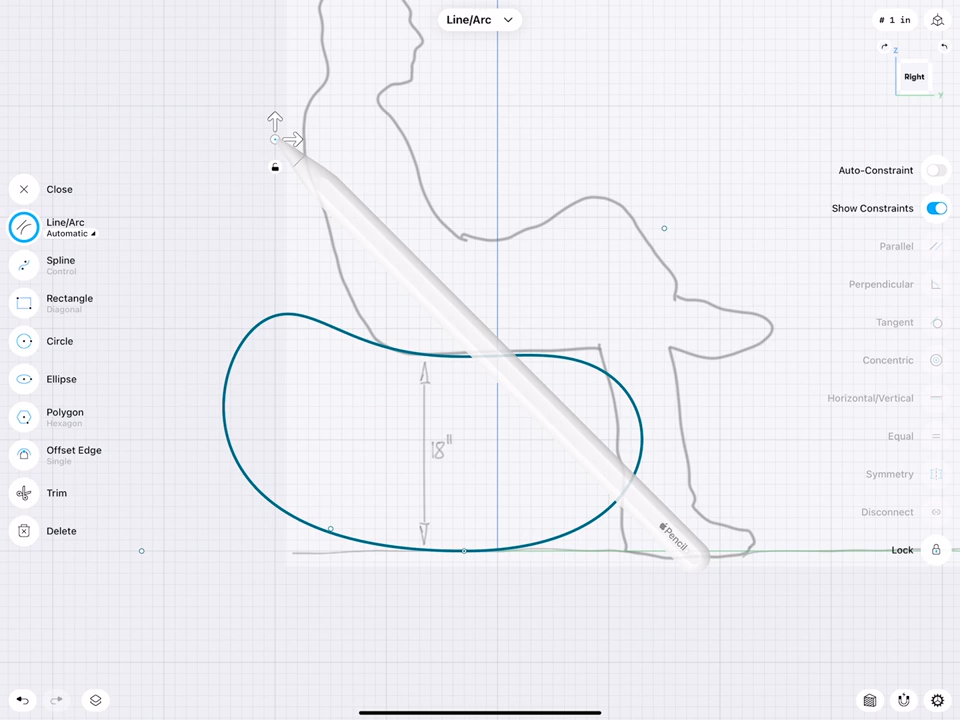 Line/Arc
# 1 in
Z
Right
Y
Auto-Constraint
Show Constraints
Parallel
Perpendicular
Tangent
Concentric
Horizontal/Vertical
Equal
Symmetry
Disconnect
Lock
Close
Line/Arc
Automatic
Spline
Control
Rectangle
Diagonal
Circle
Ellipse
Polygon
Hexagon
Offset Edge
Single
Trim
Delete
18"
Pencil